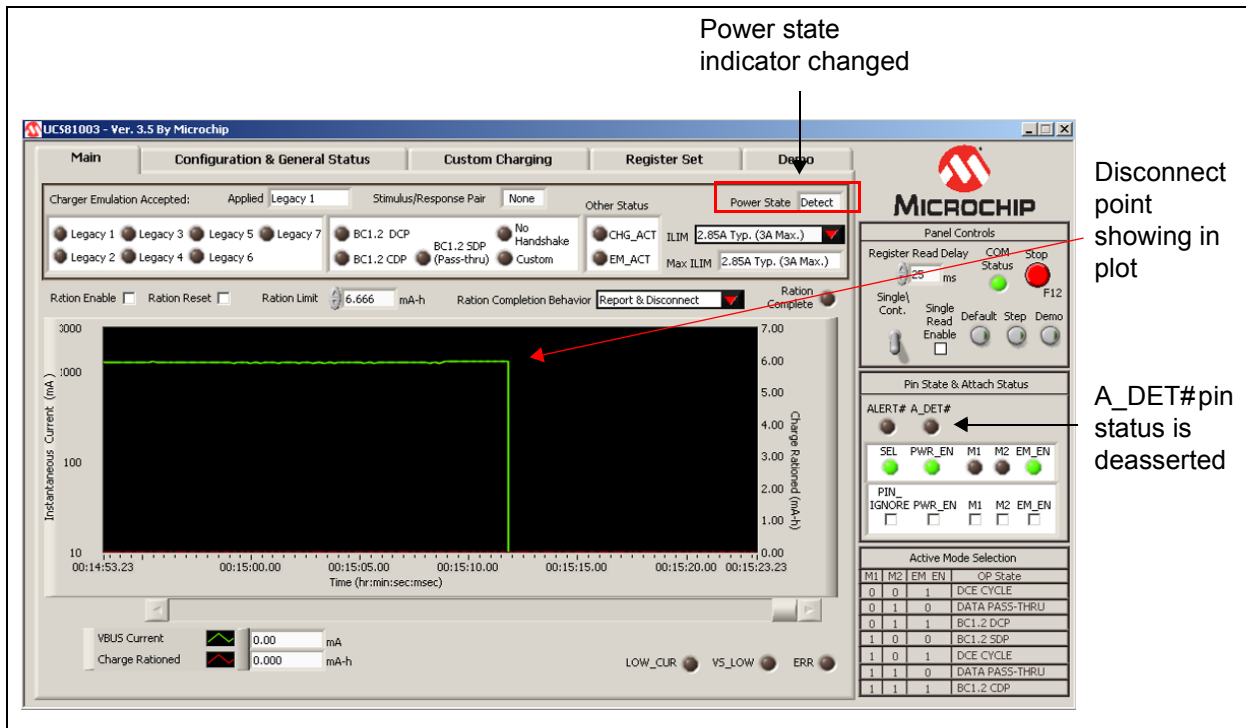 Power state
indicator changed
UCS81003 - Ver. 3.5 By Microchip
Main
Configuration & General Status
Custom Charging
Register Set
Demo
Charger Emulation Accepted:
Applied Legacy 1
Stimulus/Response Pair None
Other Status
Power State Detect
Legacy 1 Legacy 3 Legacy 5 Legacy 7
Legacy 2 Legacy 4 Legacy 6
BC1.2 DCP
BC1.2 CDP
BC1.2 SDP
(Pass-thru)
No
Handshake
Custom
CHG_ACT
EM_ACT
ILIM 2.85A Typ. (3A Max.)
Max ILIM 2.85A Typ. (3A Max.)
Ration Enable
Ration Reset
Ration Limit 6.666 mA-h
Ration Completion Behavior Report & Disconnect
Ration
Complete
Instantaneous Current (mA)
3000
1000
100
10
7.00
6.00
5.00
4.00
3.00
2.00
1.00
0.00
Charge Rationed (mA-h)
00:14:53.23 00:15:00.00 00:15:05.00 00:15:10.00 00:15:15.00 00:15:20.00 00:15:23.23
Time (hr:min:sec:msec)
VBUS Current 0.00 mA
Charge Rationed 0.000 mA-h
LOW_CUR VS_LOW ERR
MICROCHIP
Panel Controls
Register Read Delay
25 ms
COM
Status
Stop
F12
Single\
Cont.
Single
Read
Enable
Default Step Demo
Pin State & Attach Status
ALERT# A_DET#
SEL PWR_EN M1 M2 EM_EN
PIN_
IGNORE PWR_EN M1 M2 EM_EN
Active Mode Selection
M1 M2 EM EN OP State
0 0 1 DCE CYCLE
0 1 0 DATA PASS-THRU
0 1 1 BC1.2 DCP
1 0 0 BC1.2 SDP
1 0 1 DCE CYCLE
1 1 0 DATA PASS-THRU
1 1 1 BC1.2 CDP
Disconnect
point
showing in
plot
A_DET# pin
status is
deasserted